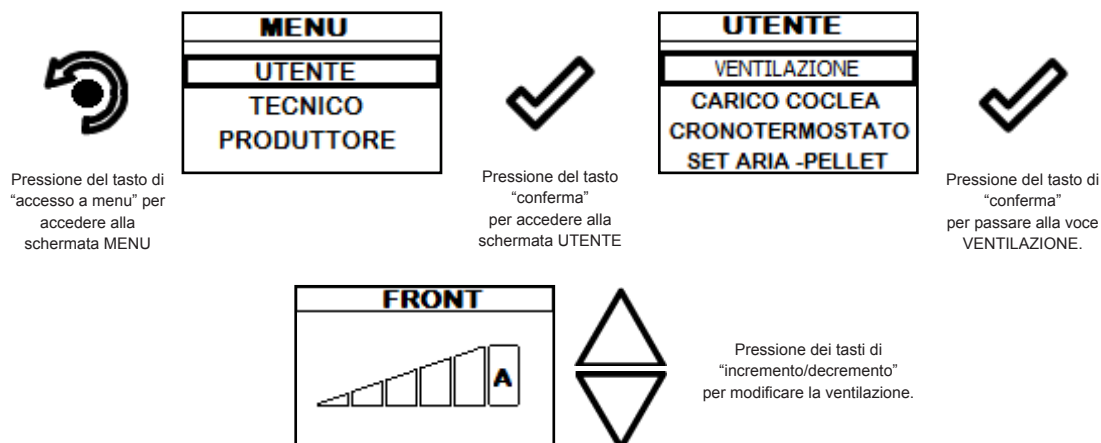 MENU
UTENTE
TECNICO
PRODUTTORE
UTENTE
VENTILAZIONE
CARICO COCLEA
CRONOTERMOSTATO
SET ARIA -PELLET
Pressione del tasto di
“accesso a menu” per
accedere alla
schermata MENU
Pressione del tasto
“conferma”
per accedere alla
schermata UTENTE
Pressione del tasto di
“conferma”
per passare alla voce
VENTILAZIONE.
FRONT
A
Pressione dei tasti di
“incremento/decremento”
per modificare la ventilazione.